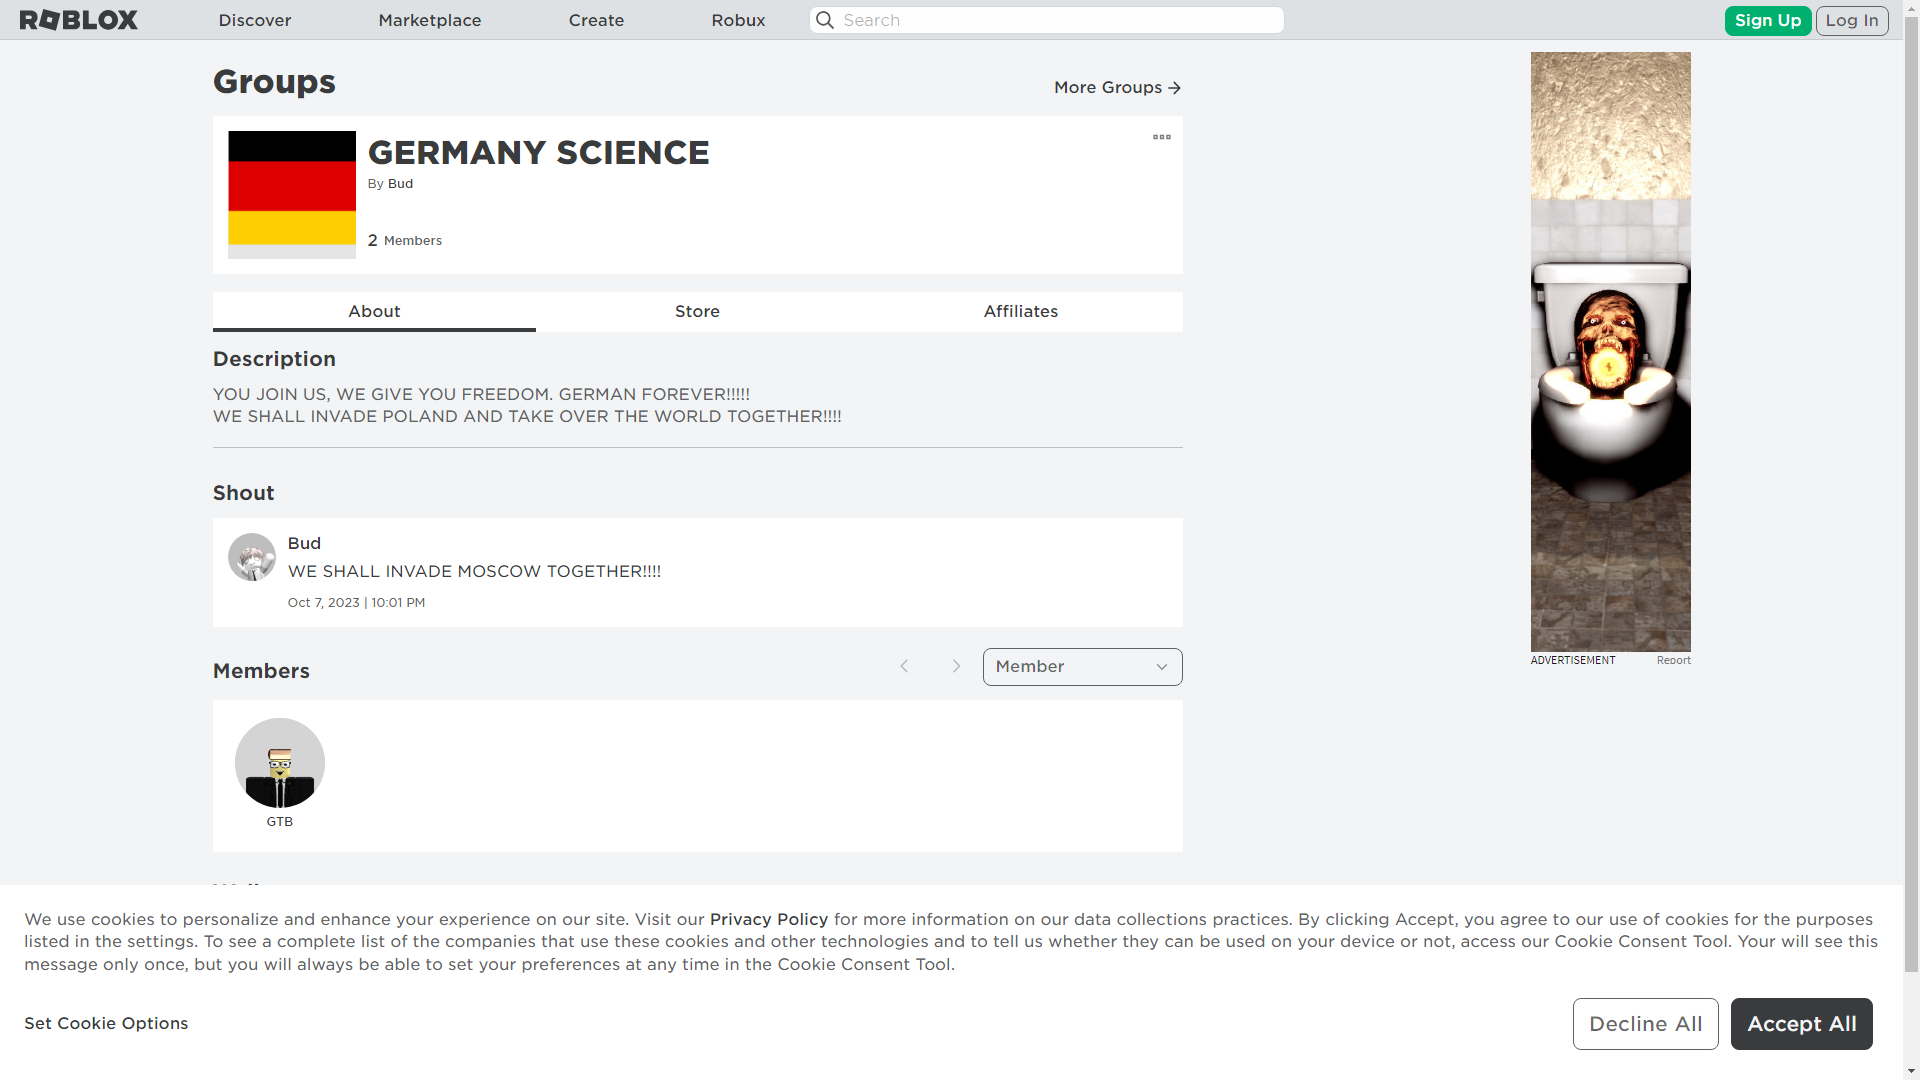 ROBLOX
Discover
Marketplace
Create
Robux
Search
Sign Up
Log In
Groups
More Groups
GERMANY SCIENCE
By Bud
2 Members
About
Store
Affiliates
Description
YOU JOIN US, WE GIVE YOU FREEDOM. GERMAN FOREVER!!!!!
WE SHALL INVADE POLAND AND TAKE OVER THE WORLD TOGETHER!!!!
ADVERTISEMENT
Report
Shout
Bud
WE SHALL INVADE MOSCOW TOGETHER!!!!
Oct 7, 2023 | 10:01 PM
Members
Member
GTB
We use cookies to personalize and enhance your experience on our site. Visit our Privacy Policy for more information on our data collections practices. By clicking Accept, you agree to our use of cookies for the purposes
listed in the settings. To see a complete list of the companies that use these cookies and other technologies and to tell us whether they can be used on your device or not, access our Cookie Consent Tool. Your will see this
message only once, but you will always be able to set your preferences at any time in the Cookie Consent Tool.
Set Cookie Options
Decline All
Accept All